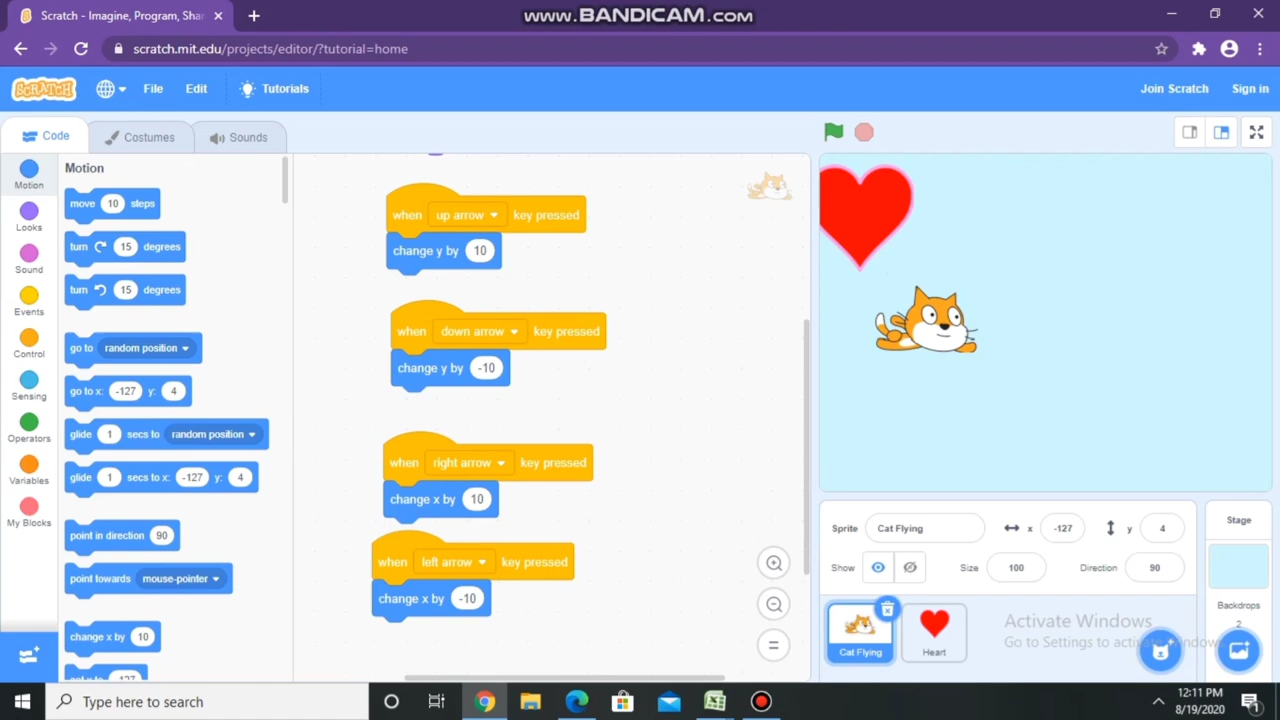 Scratch - Imagine, Program, Shar
www.BANDICAM.com
scratch.mit.edu/projects/editor/?tutorial=home
SCRATCH
File
Edit
Tutorials
Join Scratch
Sign in
Code
Costumes
Sounds
Motion
Looks
Sound
Events
Control
Sensing
Operators
Variables
My Blocks
Motion
move 10 steps
turn 15 degrees
turn 15 degrees
go to random position
go to x: -127 y: 4
glide 1 secs to random position
glide 1 secs to x: -127 y: 4
point in direction 90
point towards mouse-pointer
change x by 10
when up arrow key pressed
change y by 10
when down arrow key pressed
change y by -10
when right arrow key pressed
change x by 10
when left arrow key pressed
change x by -10
Sprite Cat Flying x -127 y 4
Show Size 100 Direction 90
Cat Flying
Heart
Stage
Backdrops
2
Activate Windows
Go to Settings to activate Windows
Type here to search
12:11 PM
8/19/2020
1